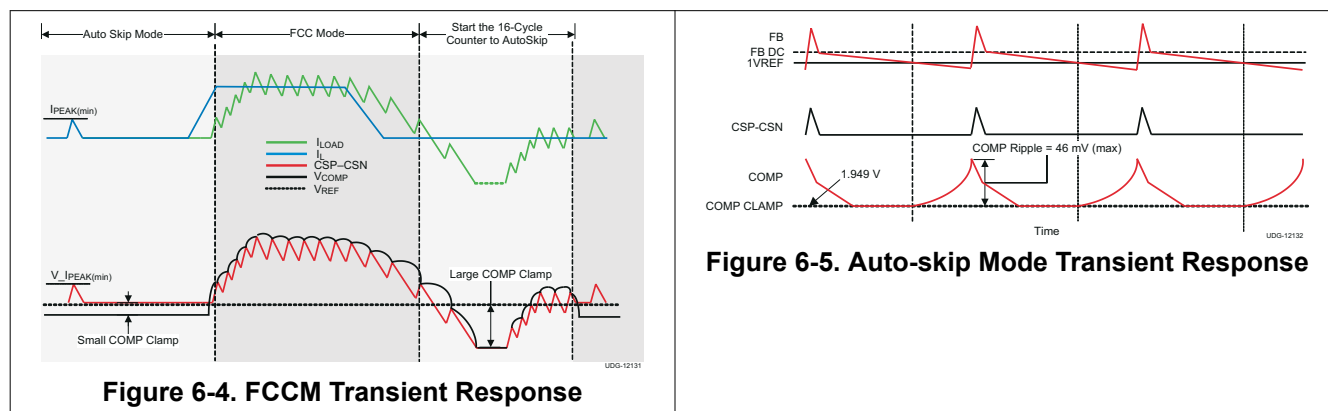 Auto Skip Mode
FCC Mode
Start the 16-Cycle
Counter to AutoSkip
IPEAK(min)
ILOAD
IL
CSP–CSN
VCOMP
VREF
V_IPEAK(min)
Small COMP Clamp
Large COMP Clamp
UDG-12131
Figure 6-4. FCCM Transient Response
FB
FB DC
1VREF
CSP-CSN
COMP Ripple = 46 mV (max)
COMP
1.949 V
COMP CLAMP
Time
UDG-12132
Figure 6-5. Auto-skip Mode Transient Response